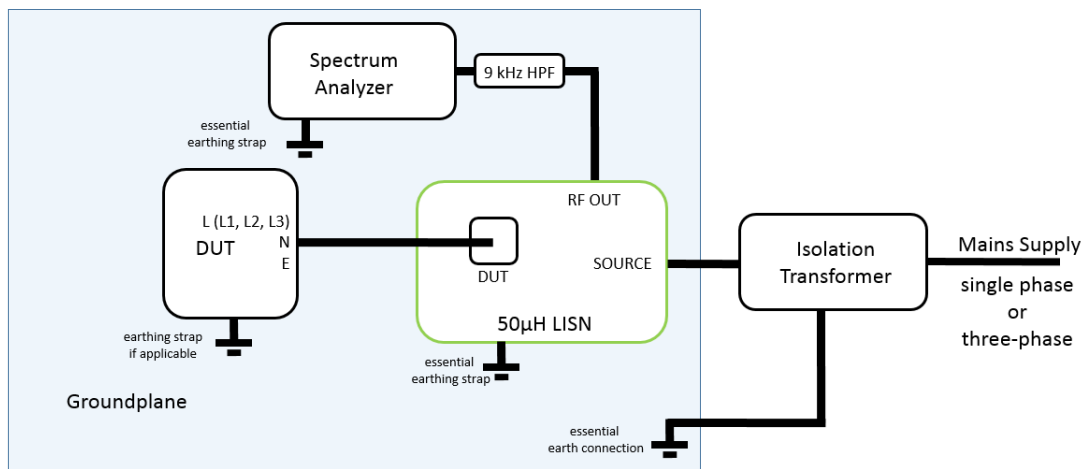 Spectrum
Analyzer
9 kHz HPF
essential
earthing strap
RF OUT
L (L1, L2, L3)
DUT
N
E
DUT
SOURCE
50µH LISN
Isolation
Transformer
Mains Supply
single phase
or
three-phase
earthing strap
if applicable
essential
earthing strap
Groundplane
essential
earth connection